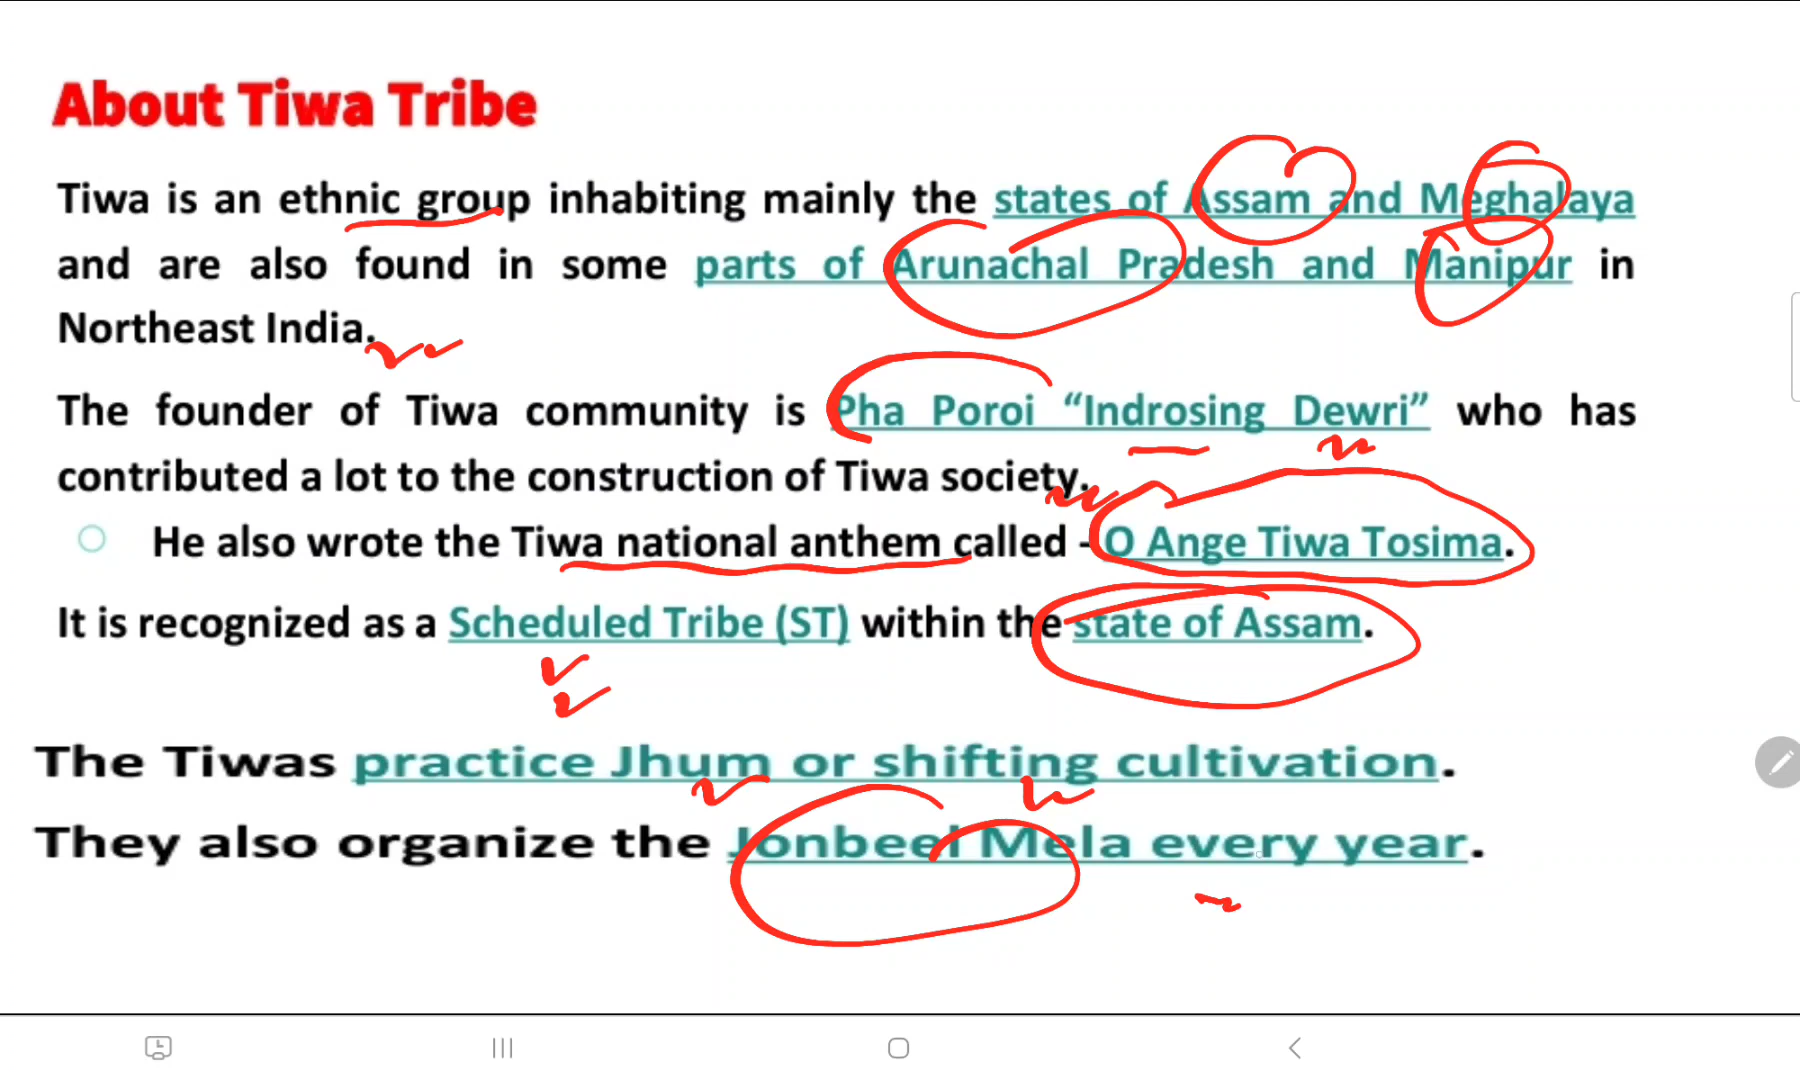 About Tiwa Tribe
Tiwa is an ethnic group inhabiting mainly the states of Assam and Meghalaya
and are also found in some parts of Arunachal Pradesh and Manipur in
Northeast India.
The founder of Tiwa community is Pha Poroi “Indrosing Dewri” who has
contributed a lot to the construction of Tiwa society.
He also wrote the Tiwa national anthem called - O Ange Tiwa Tosima.
It is recognized as a Scheduled Tribe (ST) within the state of Assam.
The Tiwas practice Jhum or shifting cultivation.
They also organize the Jonbeel Mela every year.